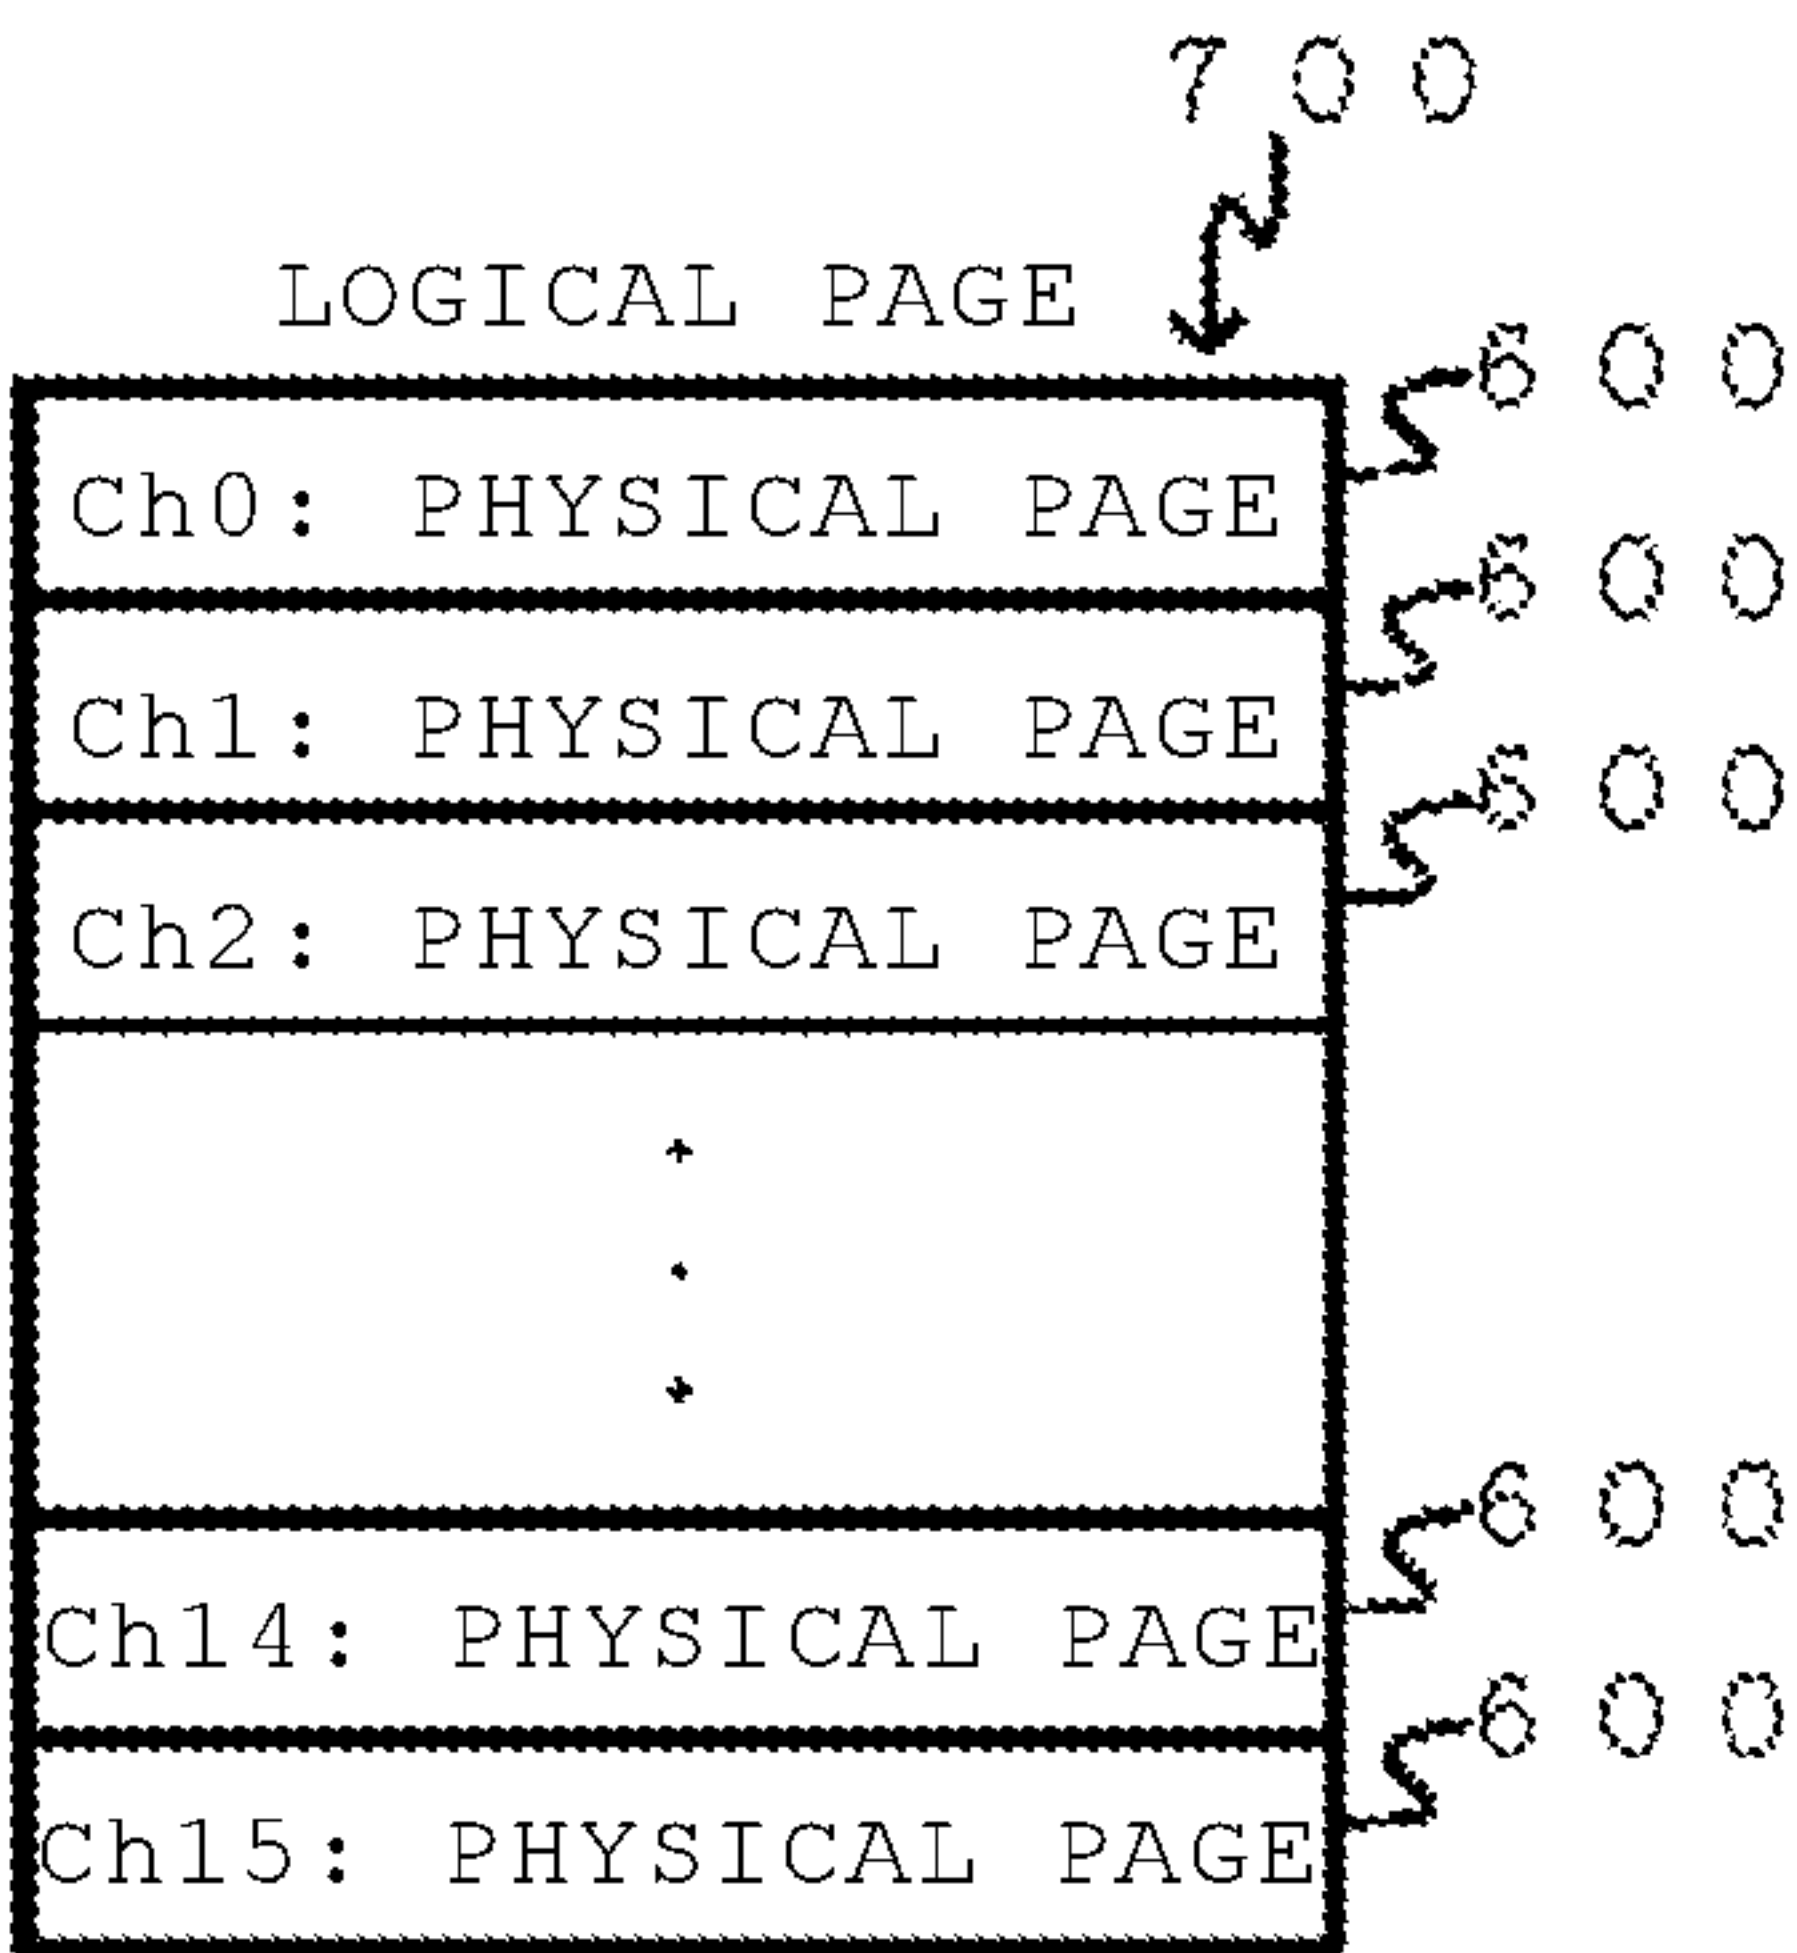 700
LOGICAL PAGE
600
Ch0: PHYSICAL PAGE
600
Ch1: PHYSICAL PAGE
600
Ch2: PHYSICAL PAGE
600
Ch14: PHYSICAL PAGE
600
Ch15: PHYSICAL PAGE